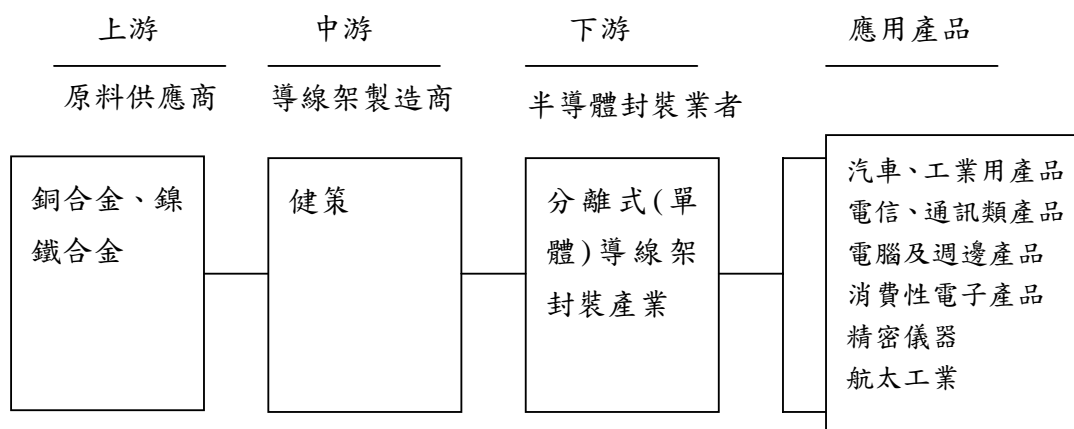 上游
中游
下游
應用產品
原料供應商
導線架製造商
半導體封裝業者
銅合金、鎳
鐵合金
健策
分離式(單
體)導線架
封裝產業
汽車、工業用產品
電信、通訊類產品
電腦及週邊產品
消費性電子產品
精密儀器
航太工業